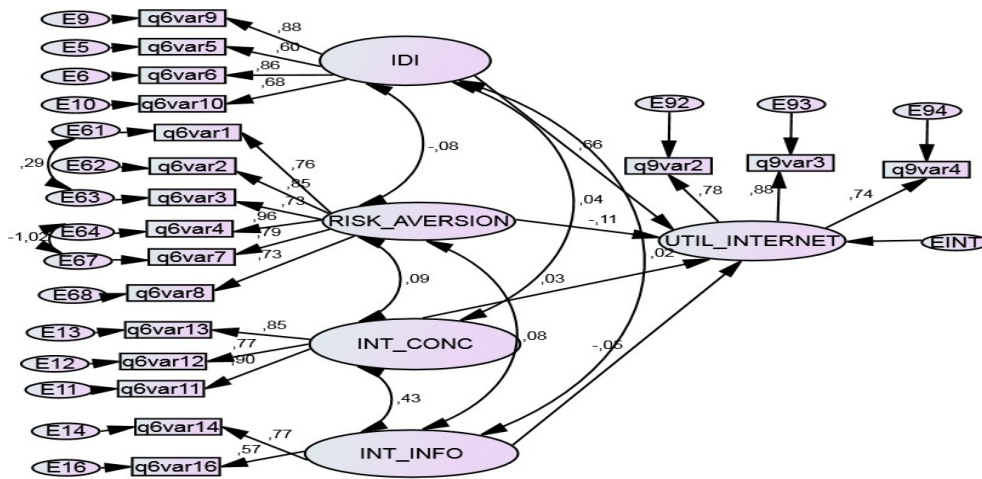 E9 q6var9 ,88
E5 q6var5 ,60
IDI
E6 q6var6 ,86
E10 q6var10 ,68
E92 E93 E94
E61 q6var1 ,76
-,08 ,66
q9var2 q9var3 q9var4
,29
E62 q6var2 ,85
,78 ,88 ,74
E63 q6var3 ,73
,04
RISK_AVERSION -,11
-1,02
E64 q6var4 ,96
UTIL_INTERNET EINT
E67 q6var7 ,79
,02
,73
E68 q6var8
,09 ,03
E13 q6var13 ,85
INT_CONC ,08 -,05
E12 q6var12 ,77
E11 q6var11 ,90
,43
E14 q6var14 ,77
INT_INFO
E16 q6var16 ,57